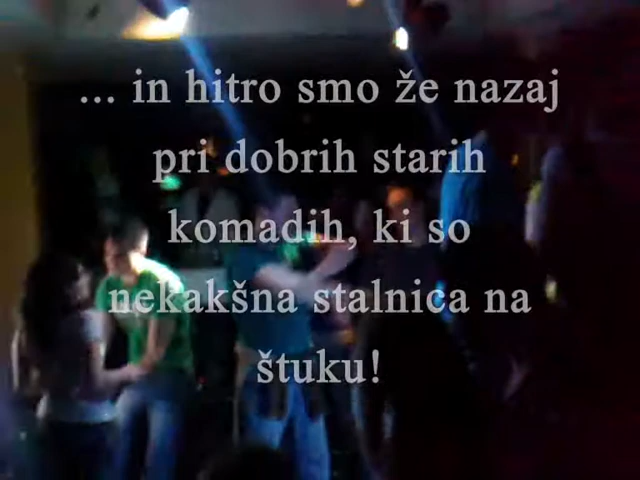 ... in hitro smo že nazaj
pri dobrih starih
komadih, ki so
nekakšna stalnica na
štuku!